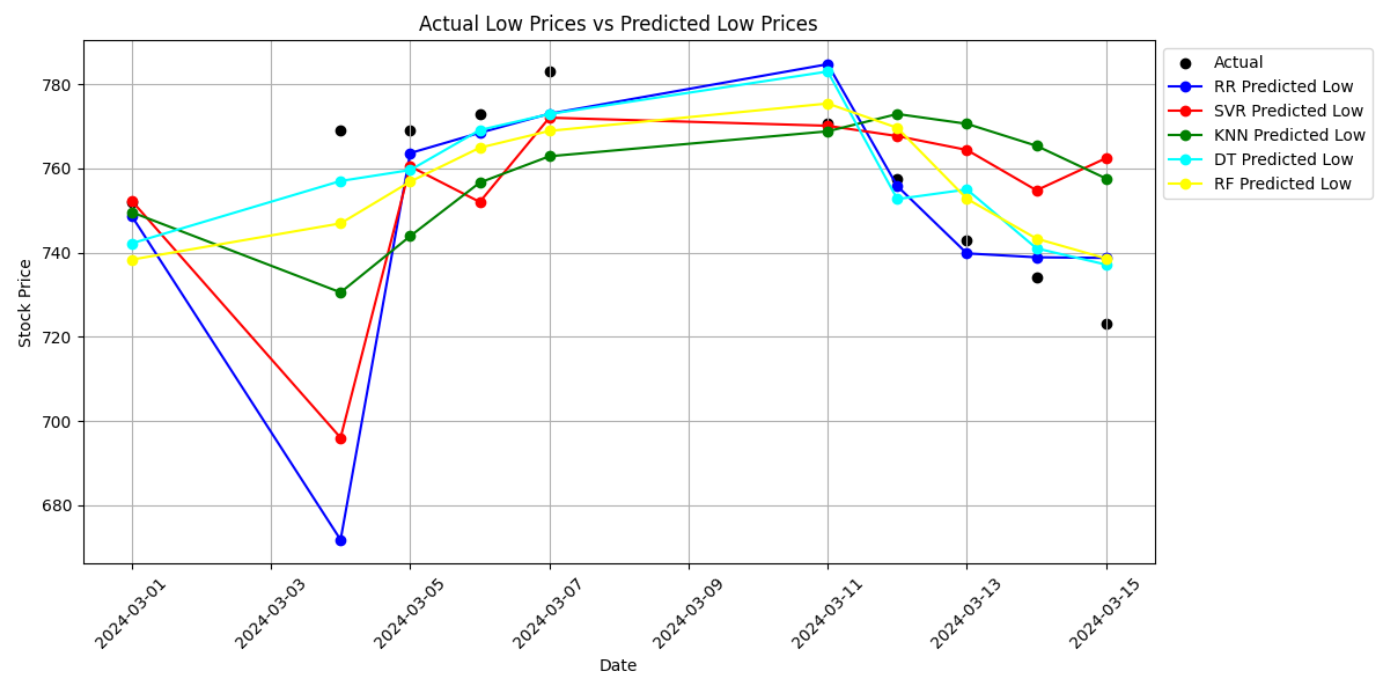 Actual Low Prices vs Predicted Low Prices
Actual
RR Predicted Low
SVR Predicted Low
KNN Predicted Low
DT Predicted Low
RF Predicted Low
Stock Price
780
760
740
720
700
680
2024-03-01
2024-03-03
2024-03-05
2024-03-07
2024-03-09
2024-03-11
2024-03-13
2024-03-15
Date